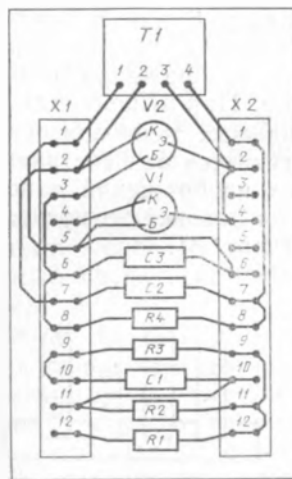 T1
1 2 3 4
X1 V2 X2
1 К 1
2 Э 2
Б
3 V1 3
4 К Э 4
5 Б 5
6 C3 6
7 C2 7
8 R4 8
9 R3 9
10 C1 10
11 R2 11
12 R1 12